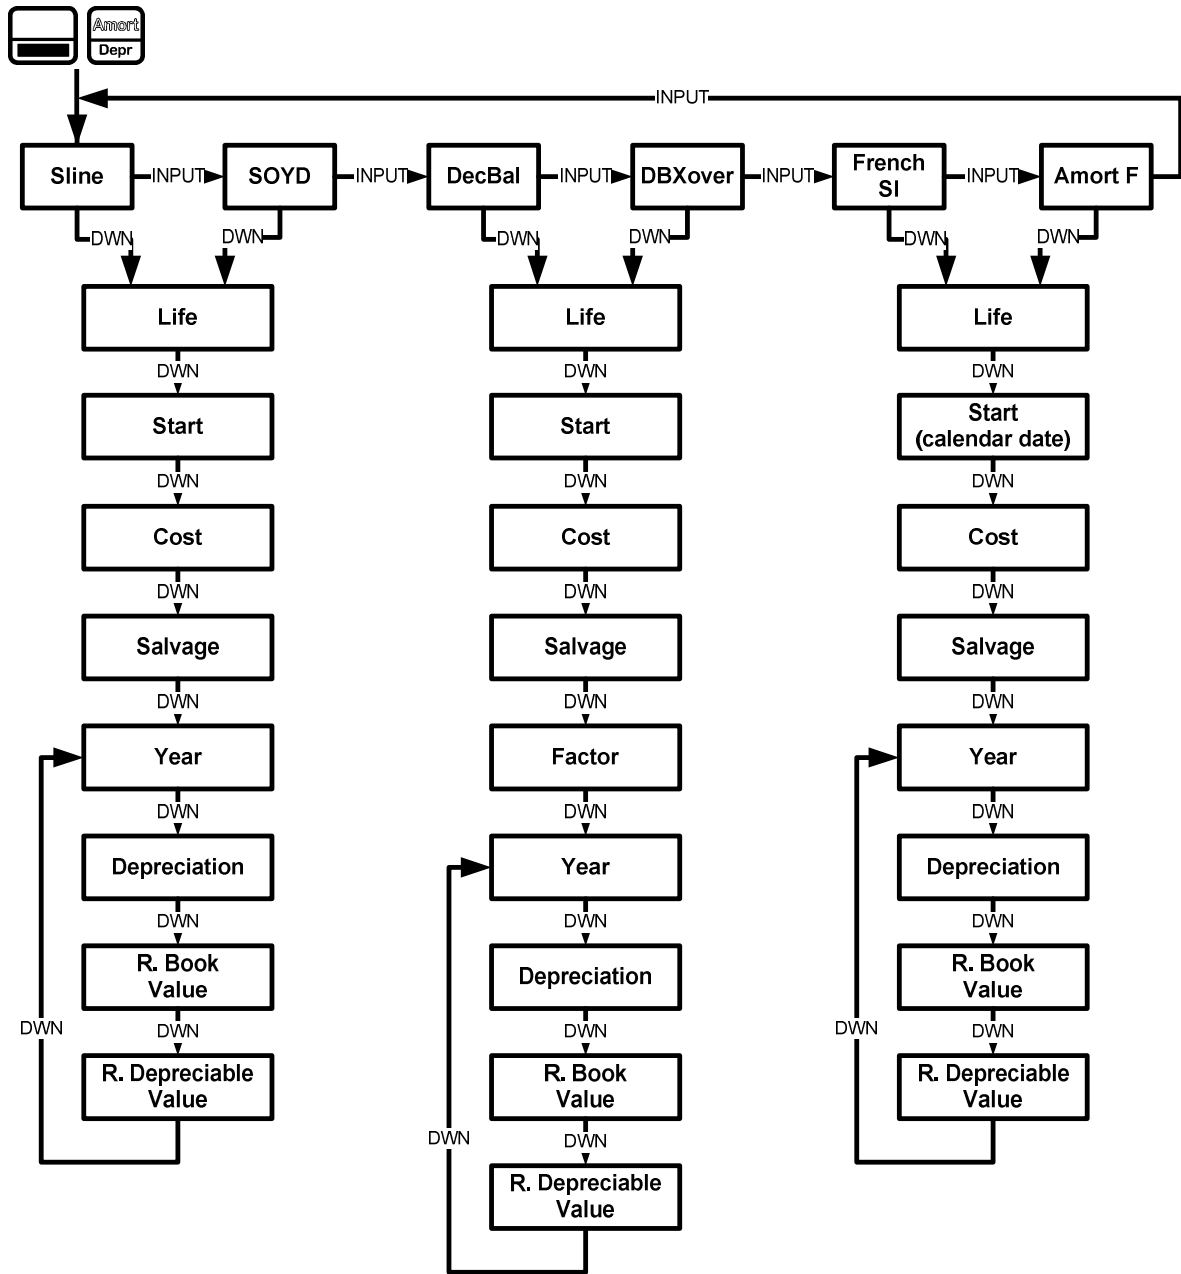 Amort
Depr
INPUT
Sline
INPUT
SOYD
INPUT
DecBal
INPUT
DBXover
INPUT
French
SI
INPUT
Amort F
DWN
DWN
DWN
DWN
DWN
DWN
Life
DWN
Start
DWN
Cost
DWN
Salvage
DWN
Year
DWN
Depreciation
DWN
R. Book
Value
DWN
R. Depreciable
Value
DWN
Life
DWN
Start
DWN
Cost
DWN
Salvage
DWN
Factor
DWN
Year
DWN
Depreciation
DWN
R. Book
Value
DWN
R. Depreciable
Value
DWN
Life
DWN
Start
(calendar date)
DWN
Cost
DWN
Salvage
DWN
Year
DWN
Depreciation
DWN
R. Book
Value
DWN
R. Depreciable
Value
DWN